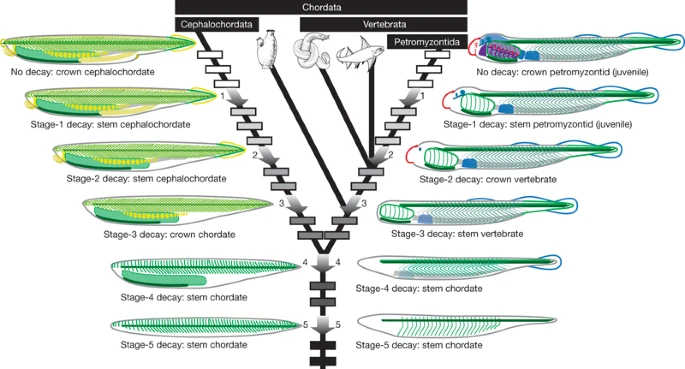 Chordata
Cephalochordata
Vertebrata
Petromyzontida
No decay: crown cephalochordate
No decay: crown petromyzontid (juvenile)
1
1
Stage-1 decay: stem cephalochordate
Stage-1 decay: stem petromyzontid (juvenile)
2
2
Stage-2 decay: stem cephalochordate
Stage-2 decay: crown vertebrate
3
3
Stage-3 decay: crown chordate
Stage-3 decay: stem vertebrate
4
4
Stage-4 decay: stem chordate
Stage-4 decay: stem chordate
5
5
Stage-5 decay: stem chordate
Stage-5 decay: stem chordate